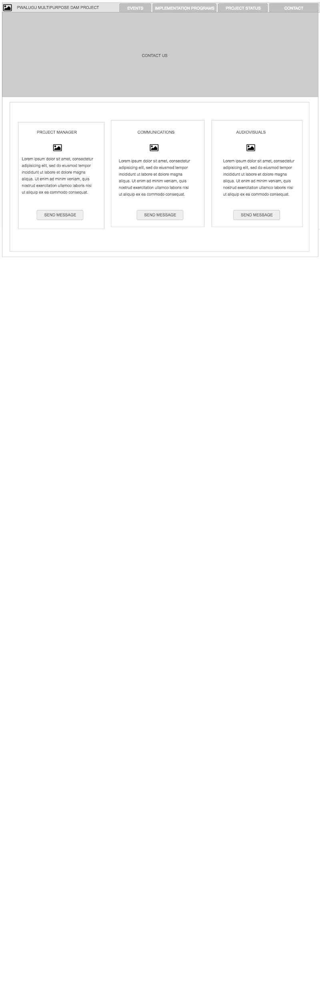 PWALUGU MULTIPURPOSE DAM PROJECT
EVENTS
IMPLEMENTATION PROGRAMS
PROJECT STATUS
CONTACT
CONTACT US
PROJECT MANAGER
Lorem ipsum dolor sit amet, consectetur
adipisicing elit, sed do eiusmod tempor
incididunt ut labore et dolore magna
aliqua. Ut enim ad minim veniam, quis
nostrud exercitation ullamco laboris nisi
ut aliquip ex ea commodo consequat.
SEND MESSAGE
COMMUNICATIONS
Lorem ipsum dolor sit amet, consectetur
adipisicing elit, sed do eiusmod tempor
incididunt ut labore et dolore magna
aliqua. Ut enim ad minim veniam, quis
nostrud exercitation ullamco laboris nisi
ut aliquip ex ea commodo consequat.
SEND MESSAGE
AUDIOVISUALS
Lorem ipsum dolor sit amet, consectetur
adipisicing elit, sed do eiusmod tempor
incididunt ut labore et dolore magna
aliqua. Ut enim ad minim veniam, quis
nostrud exercitation ullamco laboris nisi
ut aliquip ex ea commodo consequat.
SEND MESSAGE